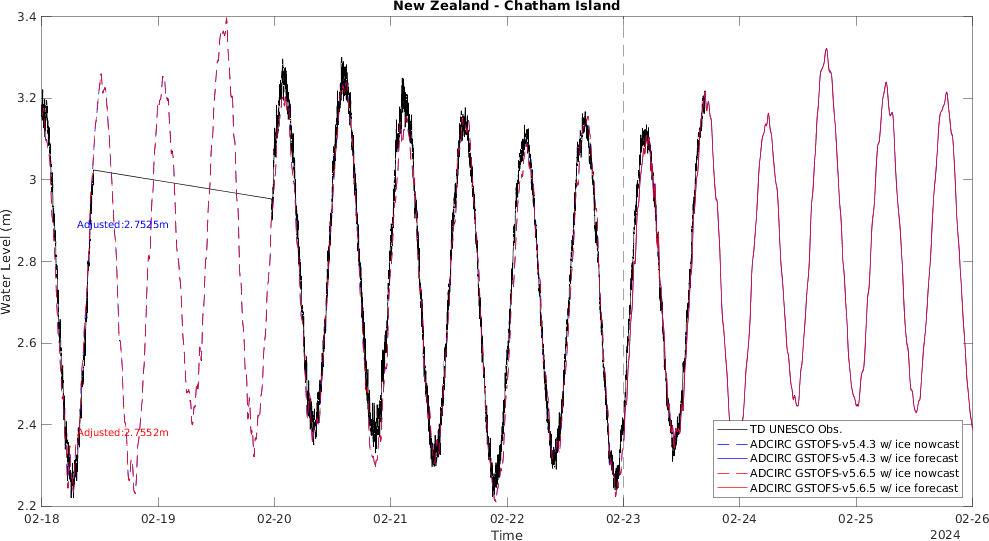 New Zealand - Chatham Island
3.4
3.2
3
2.8
2.6
2.4
2.2
Water Level (m)
Adjusted:2.7525m
Adjusted:2.7552m
TD UNESCO Obs.
ADCIRC GSTOFS-v5.4.3 w/ ice nowcast
ADCIRC GSTOFS-v5.4.3 w/ ice forecast
ADCIRC GSTOFS-v5.6.5 w/ ice nowcast
ADCIRC GSTOFS-v5.6.5 w/ ice forecast
02-18 02-19 02-20 02-21 02-22 02-23 02-24 02-25 02-26
Time
2024